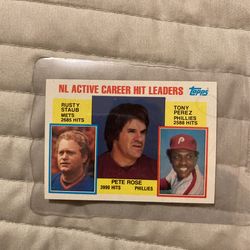 NL ACTIVE CAREER HIT LEADERS
Topps
RUSTY
STAUB
METS
2685 HITS
TONY
PEREZ
PHILLIES
2588 HITS
PETE ROSE
3990 HITS PHILLIES